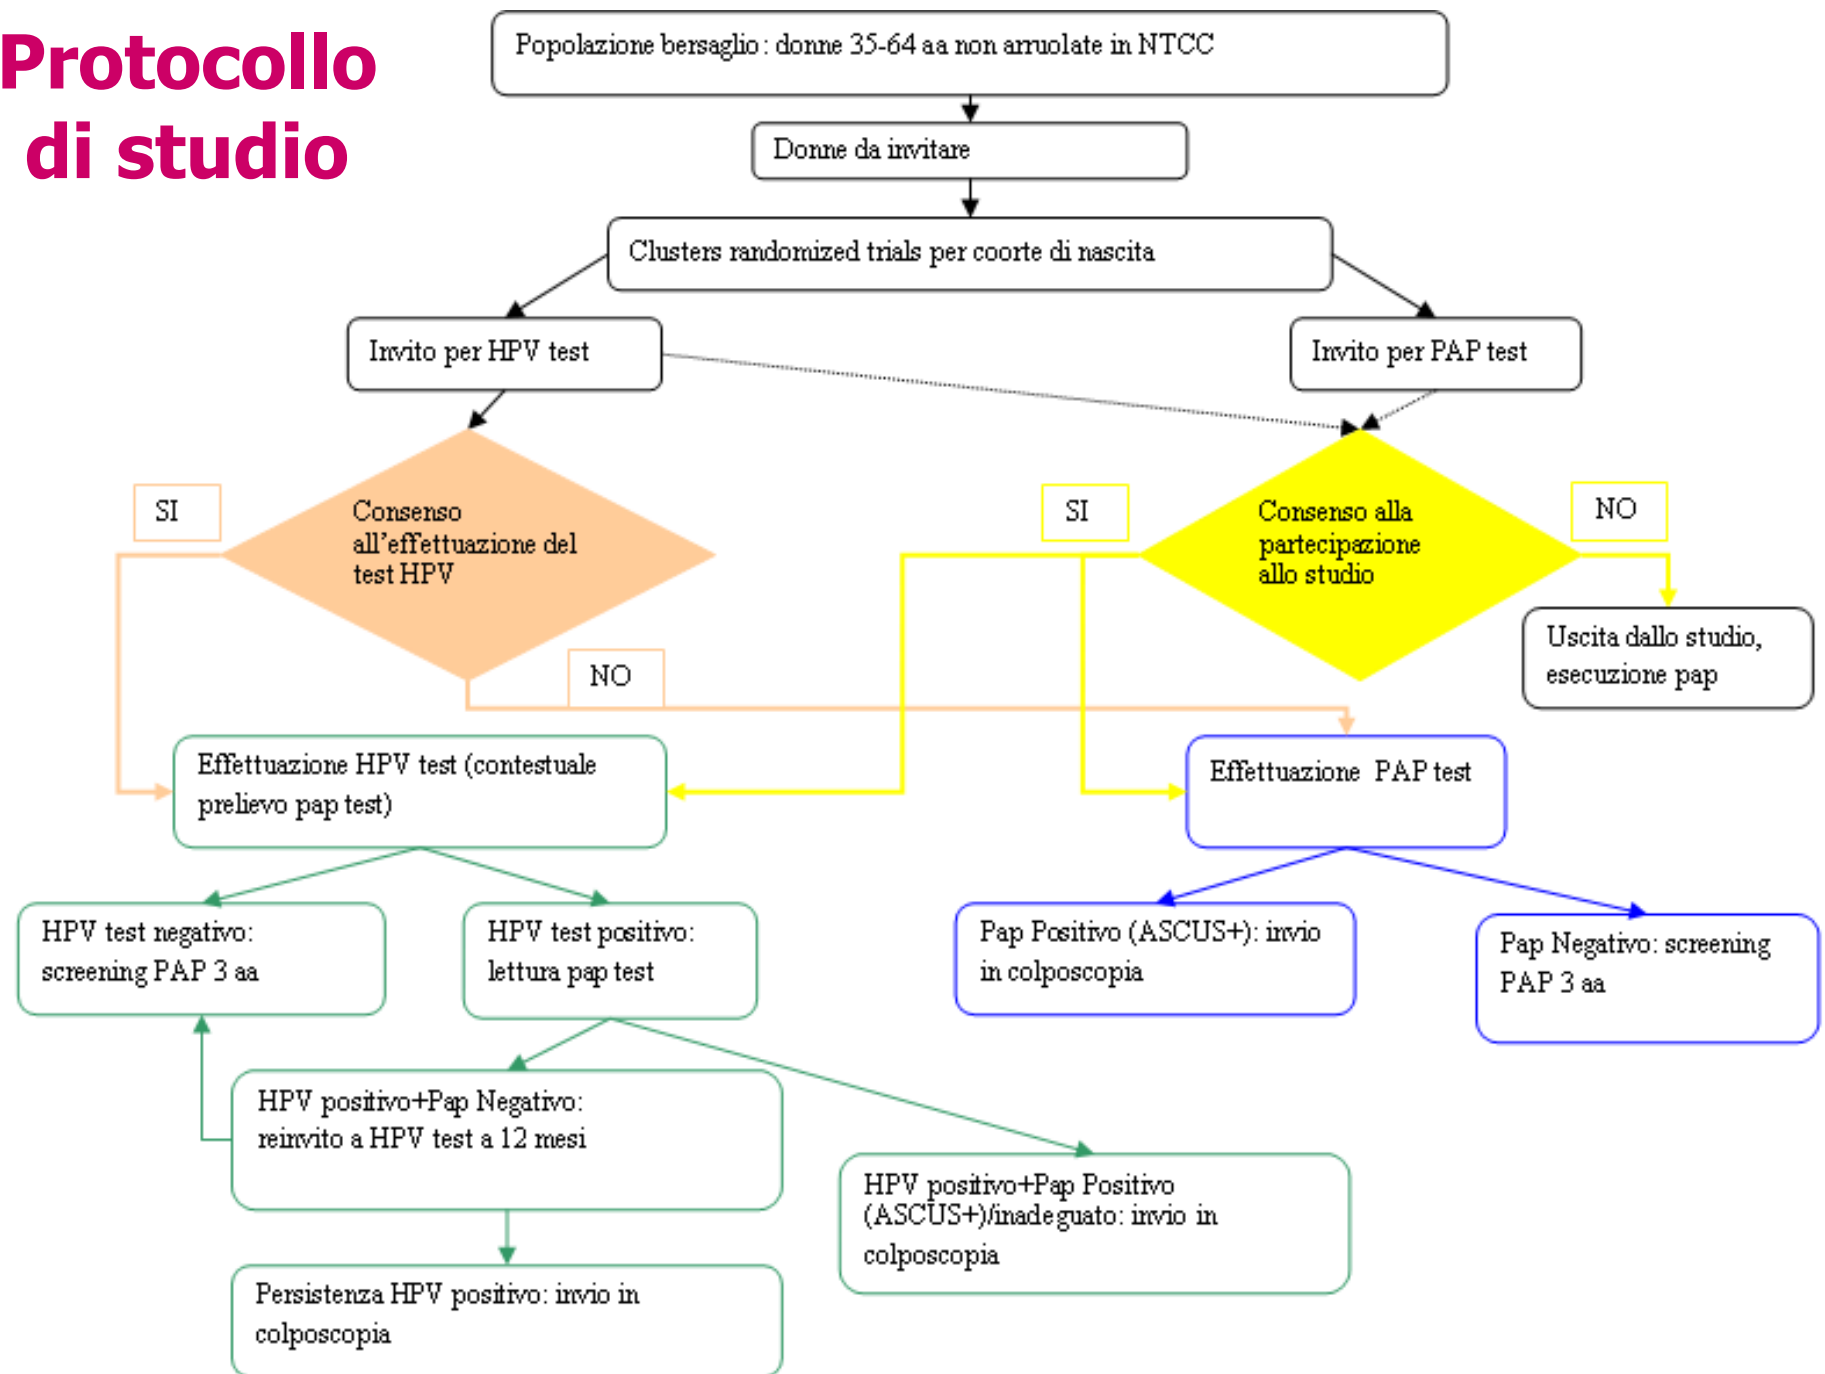 Protocollo
di studio
Popolazione bersaglio: donne 35-64 aa non arruolate in NTCC
Donne da invitare
Clusters randomized trials per coorte di nascita
Invito per HPV test
Invito per PAP test
SI
Consenso
all'effettuazione del
test HPV
NO
SI
Consenso alla
partecipazione
allo studio
NO
Uscita dallo studio,
esecuzione pap
Effettuazione HPV test (contestuale
prelievo pap test)
Effettuazione PAP test
HPV test negativo:
screening PAP 3 aa
HPV test positivo:
lettura pap test
Pap Positivo (ASCUS+): invio
in colposcopia
Pap Negativo: screening
PAP 3 aa
HPV positivo+Pap Negativo:
reinvito a HPV test a 12 mesi
HPV positivo+Pap Positivo
(ASCUS+)/inadeguato: invio in
colposcopia
Persistenza HPV positivo: invio in
colposcopia